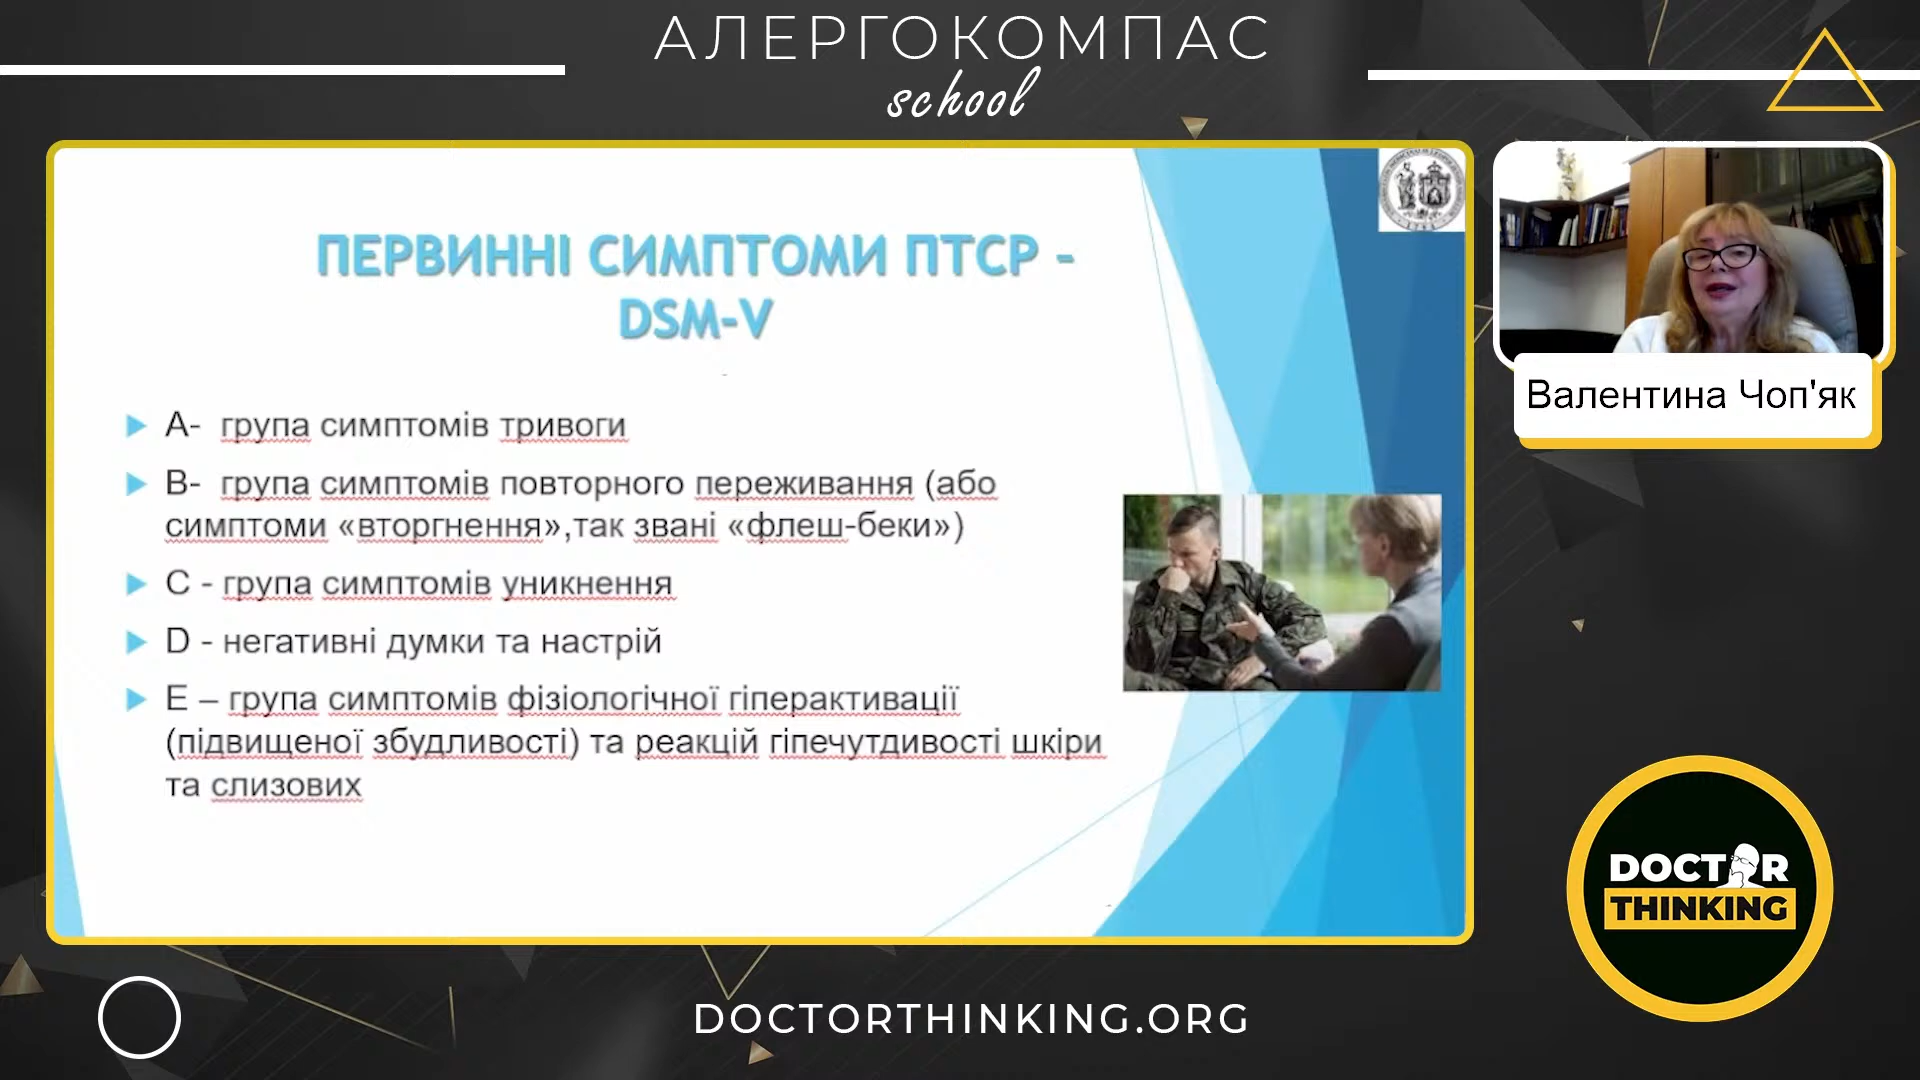 АЛЕРГОКОМПАС
school
ПЕРВИННІ СИМПТОМИ ПТСР -
DSM-V
А- група симптомів тривоги
В- група симптомів повторного переживання (або
симптоми «вторгнення»,так звані «флеш-беки»)
С - група симптомів уникнення
D - негативні думки та настрій
Е – група симптомів фізіологічної гіперактивації
(підвищеної збудливості) та реакцій гіпечутдивості шкіри
та слизових
Валентина Чоп'як
DOCTOR
THINKING
DOCTORTHINKING.ORG